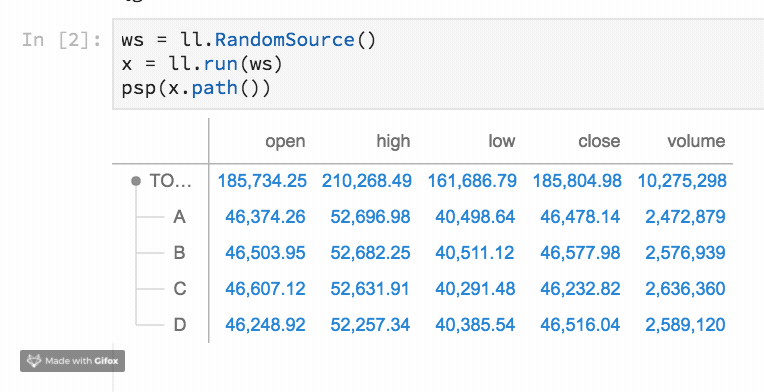 In [2]: ws = ll.RandomSource()
x = ll.run(ws)
psp(x.path())
open high low close volume
TO... 185,734.25 210,268.49 161,686.79 185,804.98 10,275,298
A 46,374.26 52,696.98 40,498.64 46,478.14 2,472,879
B 46,503.95 52,682.25 40,511.12 46,577.98 2,576,939
C 46,607.12 52,631.91 40,291.48 46,232.82 2,636,360
D 46,248.92 52,257.34 40,385.54 46,516.04 2,589,120
Made with Gifox